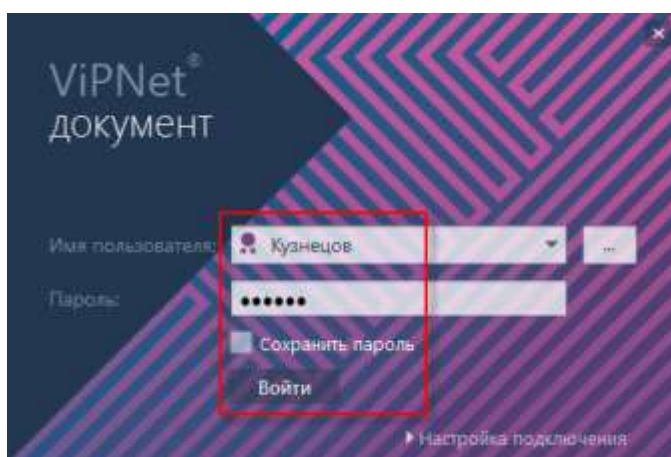 ViPNet®
документ
Имя пользователя: Кузнецов ...
Пароль: ••••••
Сохранить пароль
Войти
Настройка подключения